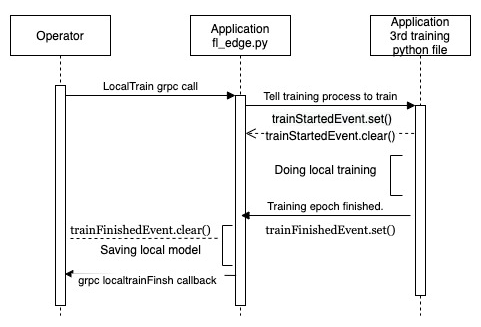 Operator
Application
fl_edge.py
Application
3rd training
python file
LocalTrain grpc call
Tell training process to train
trainStartedEvent.set()
trainStartedEvent.clear()
Doing local training
Training epoch finished.
trainFinishedEvent.clear()
trainFinishedEvent.set()
Saving local model
grpc localtrainFinsh callback